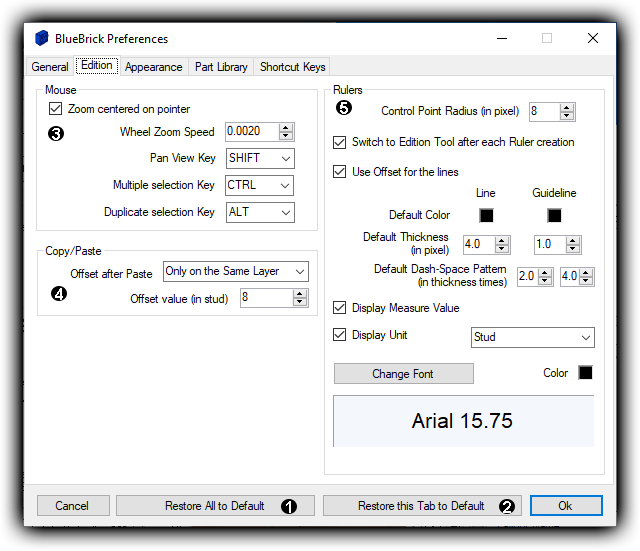 BlueBrick Preferences
General Edition Appearance Part Library Shortcut Keys
Mouse
Zoom centered on pointer
3 Wheel Zoom Speed 0.0020
Pan View Key SHIFT
Multiple selection Key CTRL
Duplicate selection Key ALT
Copy/Paste
Offset after Paste Only on the Same Layer
4 Offset value (in stud) 8
Rulers
5 Control Point Radius (in pixel) 8
Switch to Edition Tool after each Ruler creation
Use Offset for the lines
Line Guideline
Default Color
Default Thickness
(in pixel) 4.0 1.0
Default Dash-Space Pattern
(in thickness times) 2.0 4.0
Display Measure Value
Display Unit Stud
Change Font Color
Arial 15.75
Cancel Restore All to Default 1 Restore this Tab to Default 2 Ok